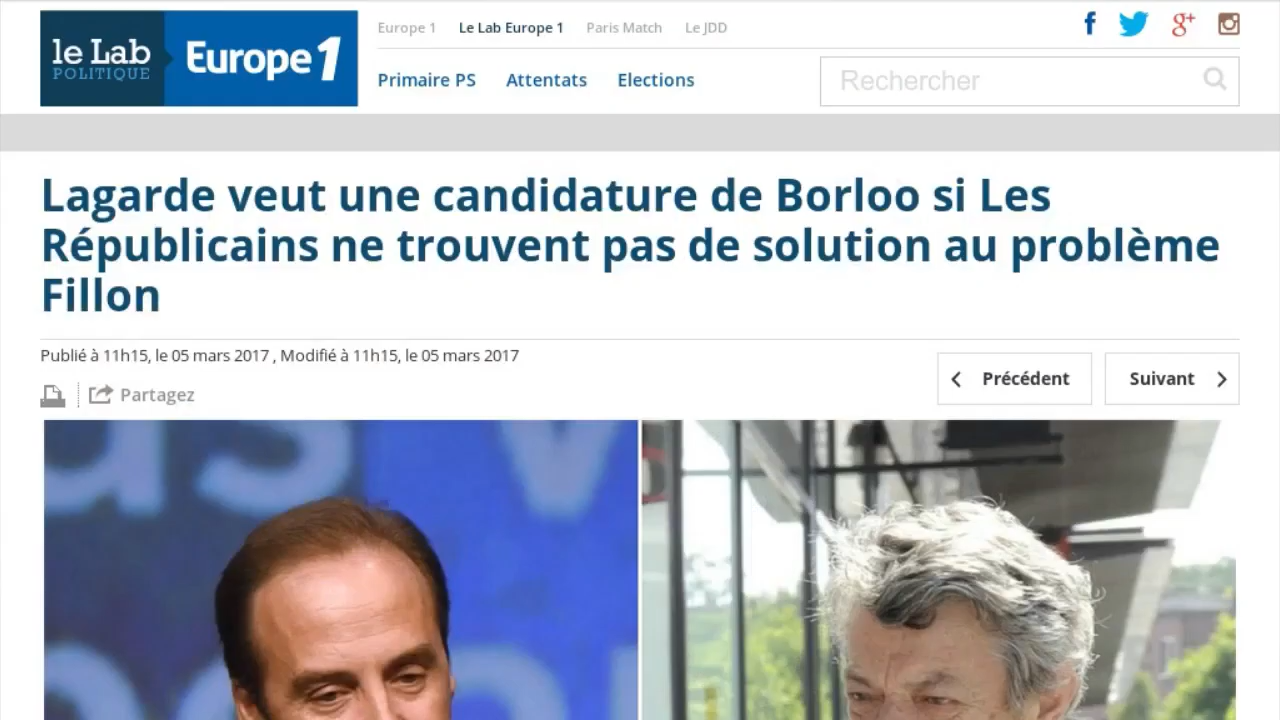 le Lab
POLITIQUE
Europe 1
Europe 1 Le Lab Europe 1 Paris Match Le JDD
Primaire PS Attentats Elections
Rechercher
Lagarde veut une candidature de Borloo si Les
Républicains ne trouvent pas de solution au problème
Fillon
Publié à 11h15, le 05 mars 2017 , Modifié à 11h15, le 05 mars 2017
Partagez
Précédent
Suivant